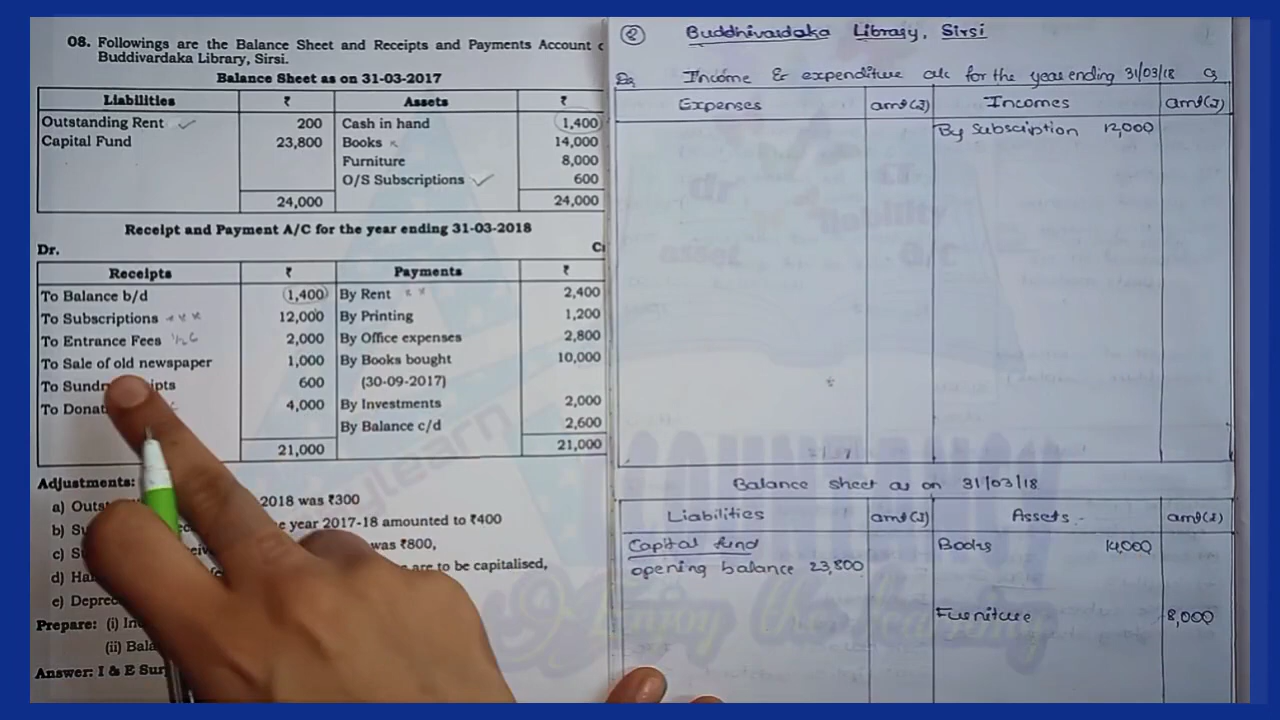 08. Followings are the Balance Sheet and Receipts and Payments Account
Buddivardaka Library, Sirsi.
Balance Sheet as on 31-03-2017
Liabilities ₹ Assets ₹
Outstanding Rent 200 Cash in hand 1,400
Capital Fund 23,800 Books 14,000
Furniture 8,000
O/S Subscriptions 600
24,000 24,000
Receipt and Payment A/C for the year ending 31-03-2018
Dr.
Receipts ₹ Payments ₹
To Balance b/d 1,400 By Rent 2,400
To Subscriptions 12,000 By Printing 1,200
To Entrance Fees 2,000 By Office expenses 2,800
To Sale of old newspaper 1,000 By Books bought 10,000
To 600 (30-09-2017)
To 4,000 By Investments 2,000
By Balance c/d 2,600
21,000 21,000
Adjustments:
a) 2018 was ₹300
b) year 2017-18 amounted to ₹400
c) was ₹800,
d) are to be capitalised,
e)
Prepare: (i)
(ii)
Answer: I & E
8 Buddhivardaka Library, Sirsi
Dr Income & expenditure a/c for the year ending 31/03/18 Cr
Expenses amt(₹) Incomes amt(₹)
By Subscription 12,000
Balance sheet as on 31/03/18
Liabilities amt(₹) Assets amt(₹)
Capital fund Books 14,000
opening balance 23,800
Furniture 8,000